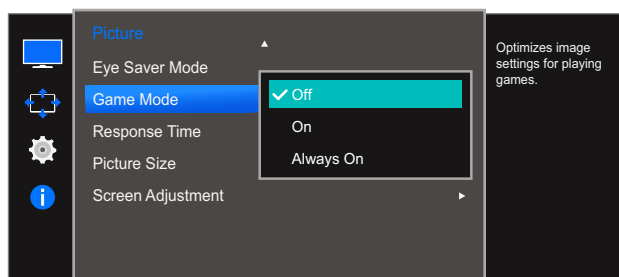 Picture
Eye Saver Mode
Game Mode
Response Time
Picture Size
Screen Adjustment
Off
On
Always On
Optimizes image
settings for playing
games.